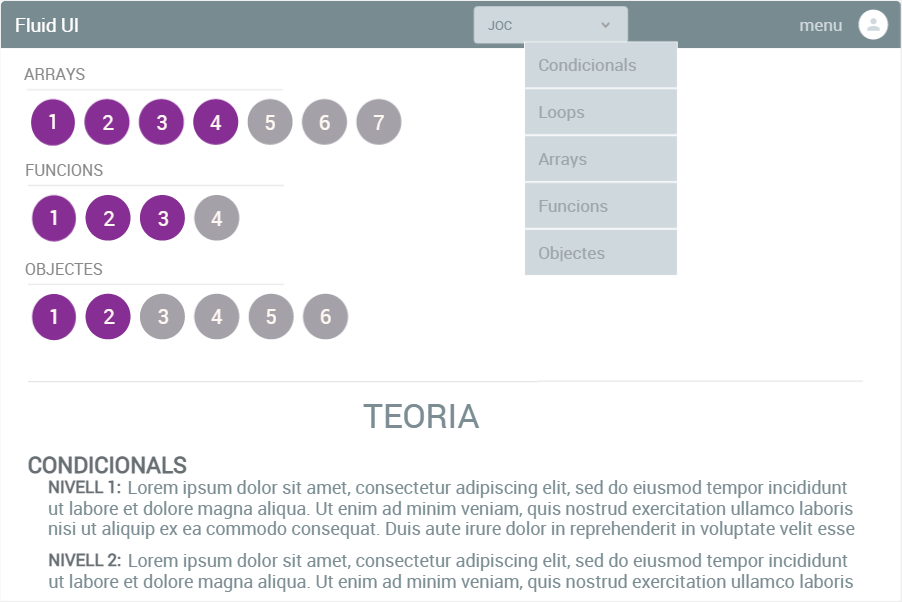 Fluid UI
JOC
menu
Condicionals
Loops
Arrays
Funcions
Objectes
ARRAYS
1 2 3 4 5 6 7
FUNCIONS
1 2 3 4
OBJECTES
1 2 3 4 5 6
TEORIA
CONDICIONALS
NIVELL 1: Lorem ipsum dolor sit amet, consectetur adipiscing elit, sed do eiusmod tempor incididunt
ut labore et dolore magna aliqua. Ut enim ad minim veniam, quis nostrud exercitation ullamco laboris
nisi ut aliquip ex ea commodo consequat. Duis aute irure dolor in reprehenderit in voluptate velit esse
NIVELL 2: Lorem ipsum dolor sit amet, consectetur adipiscing elit, sed do eiusmod tempor incididunt
ut labore et dolore magna aliqua. Ut enim ad minim veniam, quis nostrud exercitation ullamco laboris